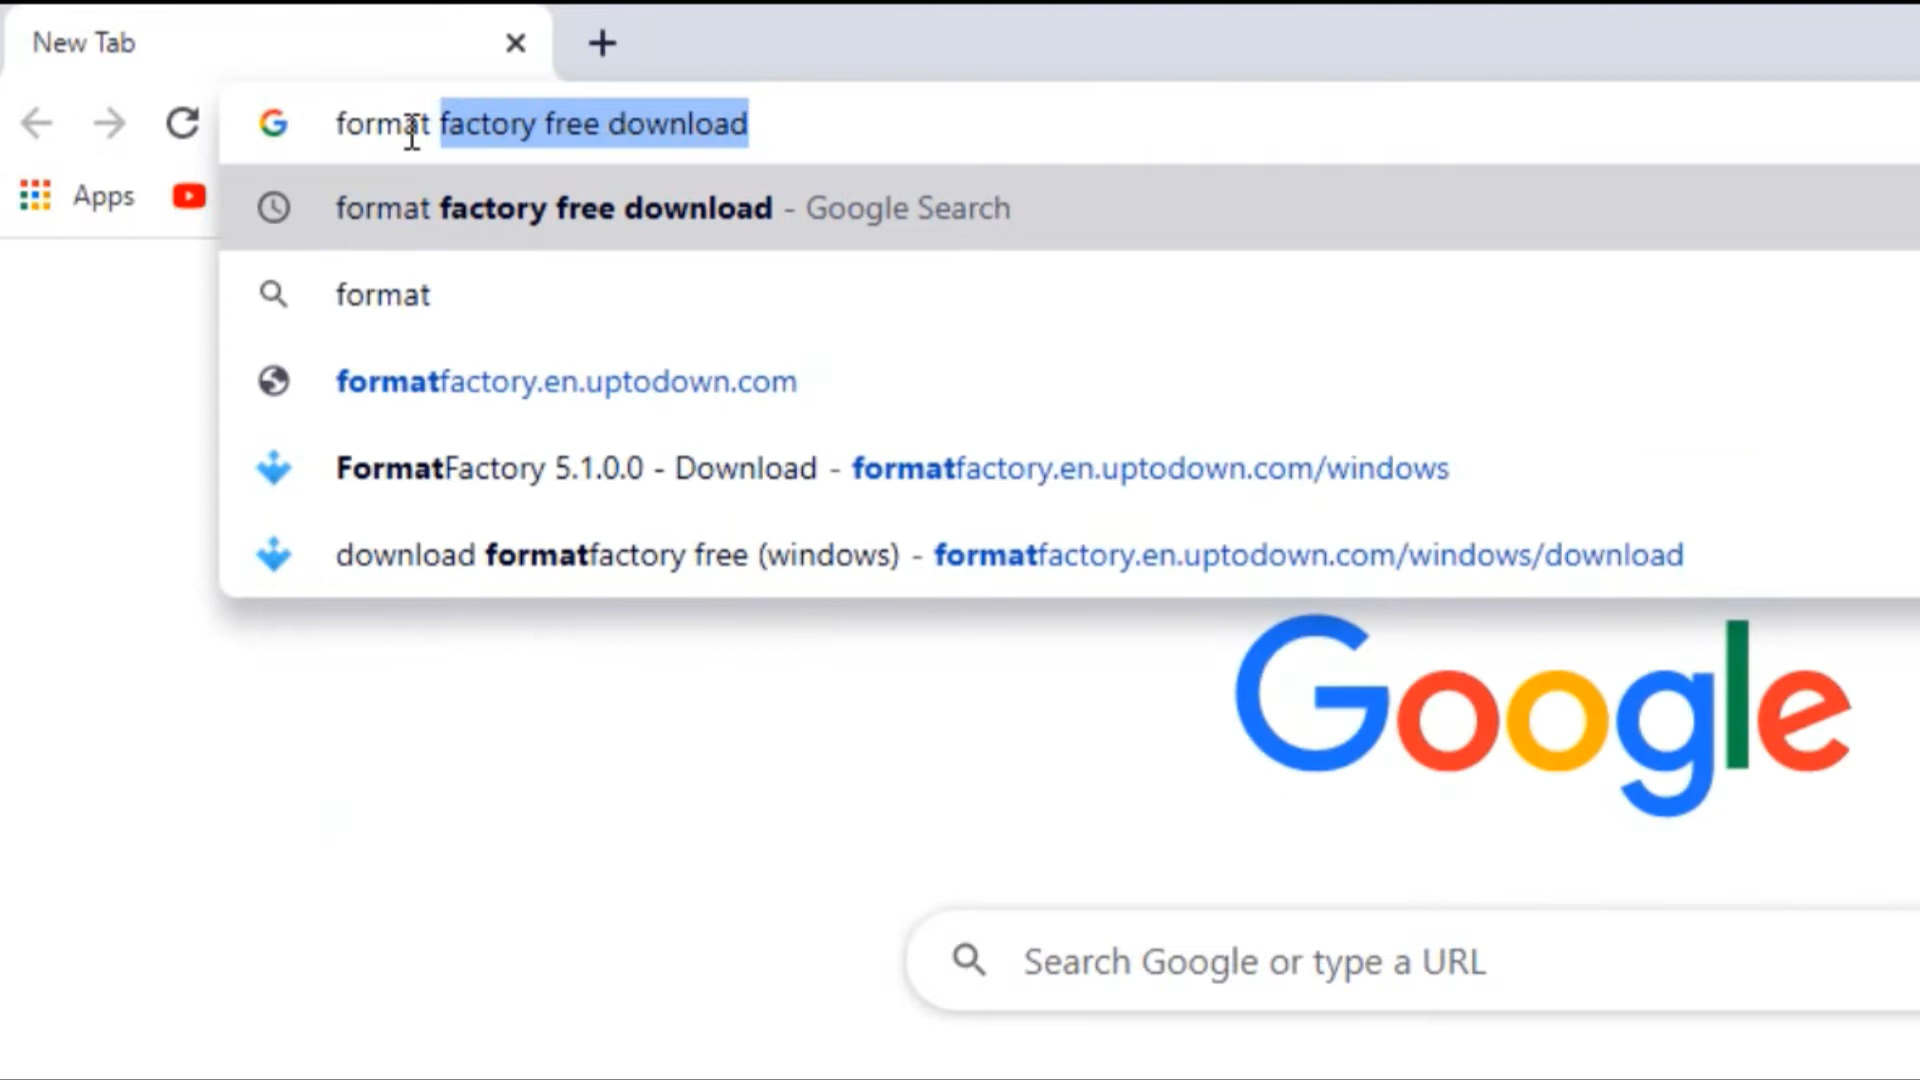 New Tab
format factory free download
Apps
format factory free download - Google Search
format
formatfactory.en.uptodown.com
FormatFactory 5.1.0.0 - Download - formatfactory.en.uptodown.com/windows
download formatfactory free (windows) - formatfactory.en.uptodown.com/windows/download
Google
Search Google or type a URL